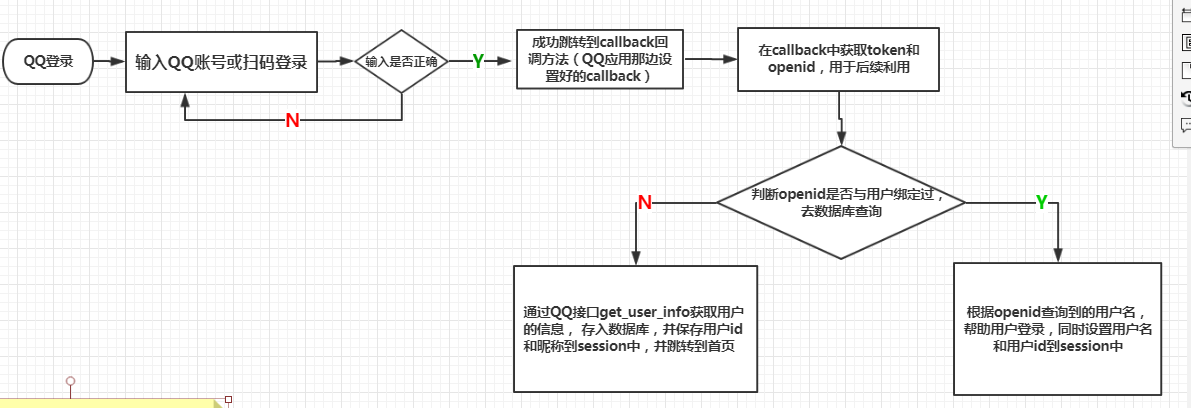 QQ登录
输入QQ账号或扫码登录
输入是否正确
Y
N
成功跳转到callback回
调方法（QQ应用那边设
置好的callback）
在callback中获取token和
openid，用于后续利用
判断openid是否与用户绑定过，
去数据库查询
N
Y
通过QQ接口get_user_info获取用户
的信息， 存入数据库，并保存用户id
和昵称到session中，并跳转到首页
根据openid查询到的用户名，
帮助用户登录，同时设置用户名
和用户id到session中